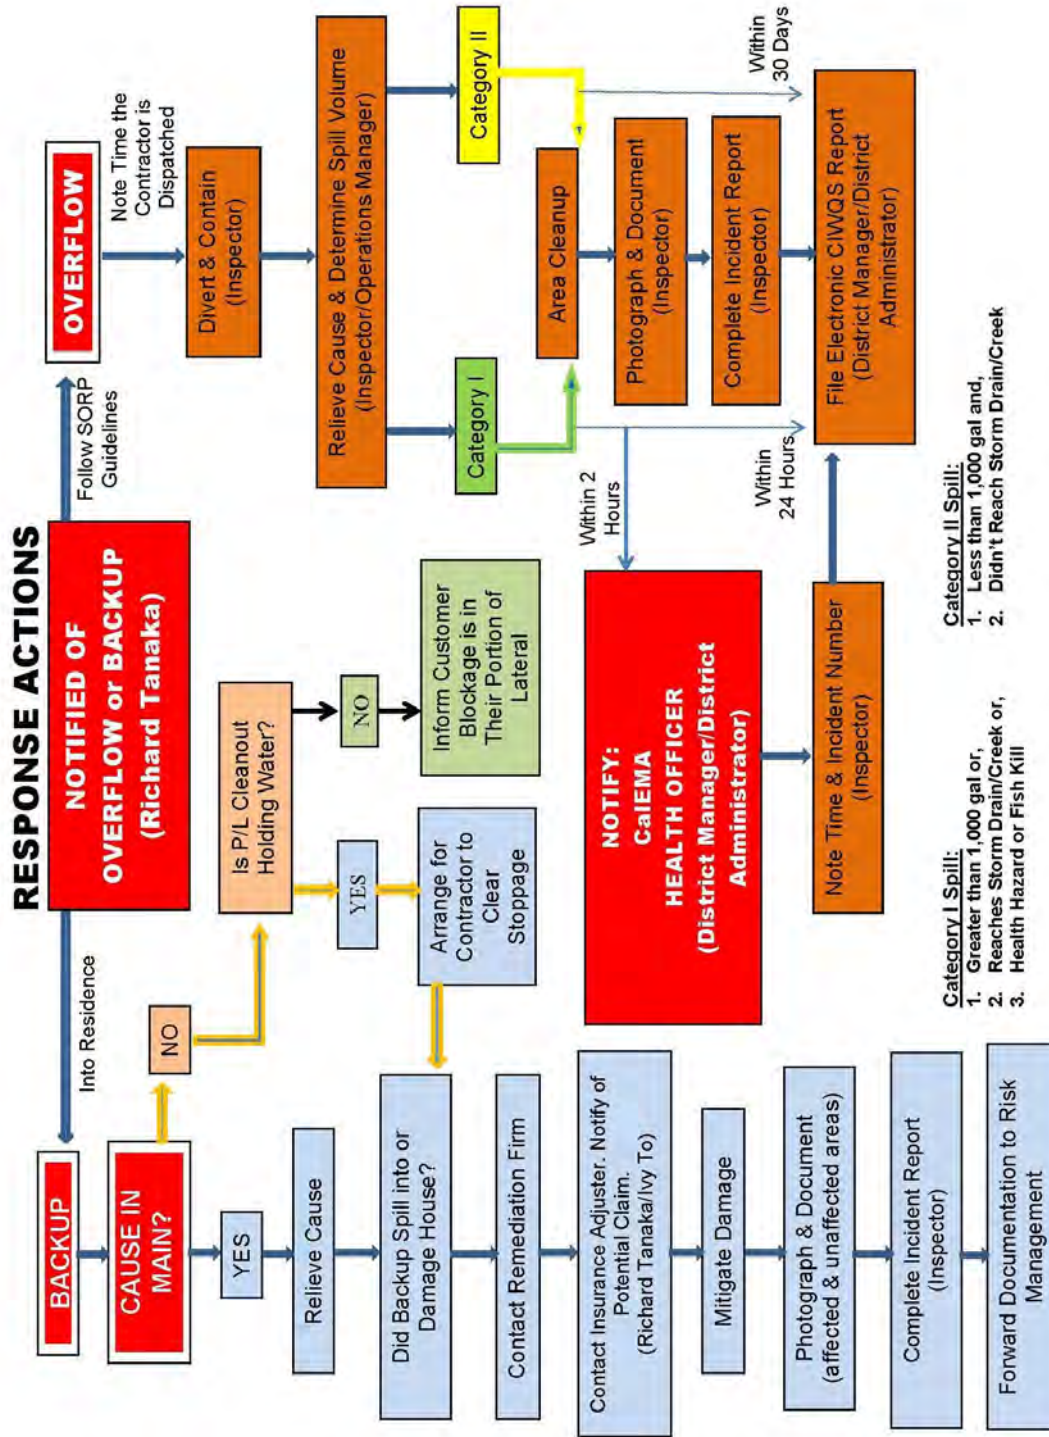 RESPONSE ACTIONS
NOTIFIED OF
OVERFLOW or BACKUP
(Richard Tanaka)
Into Residence
Follow SORP
Guidelines
BACKUP
CAUSE IN
MAIN?
NO
YES
Relieve Cause
Did Backup Spill into or
Damage House?
Contact Remediation Firm
Contact Insurance Adjuster. Notify of
Potential Claim.
(Richard Tanaka/Ivy To)
Mitigate Damage
Photograph & Document
(affected & unaffected areas)
Complete Incident Report
(Inspector)
Forward Documentation to Risk
Management
Is P/L Cleanout
Holding Water?
YES
NO
Arrange for
Contractor to
Clear
Stoppage
Inform Customer
Blockage is in
Their Portion of
Lateral
OVERFLOW
Note Time the
Contractor is
Dispatched
Divert & Contain
(Inspector)
Relieve Cause & Determine Spill Volume
(Inspector/Operations Manager)
Category I
Category II
Area Cleanup
Within 2
Hours
Within
24 Hours
Within
30 Days
Photograph & Document
(Inspector)
Complete Incident Report
(Inspector)
File Electronic CIWQS Report
(District Manager/District
Administrator)
NOTIFY:
CalEMA
HEALTH OFFICER
(District Manager/District
Administrator)
Note Time & Incident Number
(Inspector)
Category I Spill:
1. Greater than 1,000 gal or,
2. Reaches Storm Drain/Creek or,
3. Health Hazard or Fish Kill
Category II Spill:
1. Less than 1,000 gal and,
2. Didn't Reach Storm Drain/Creek